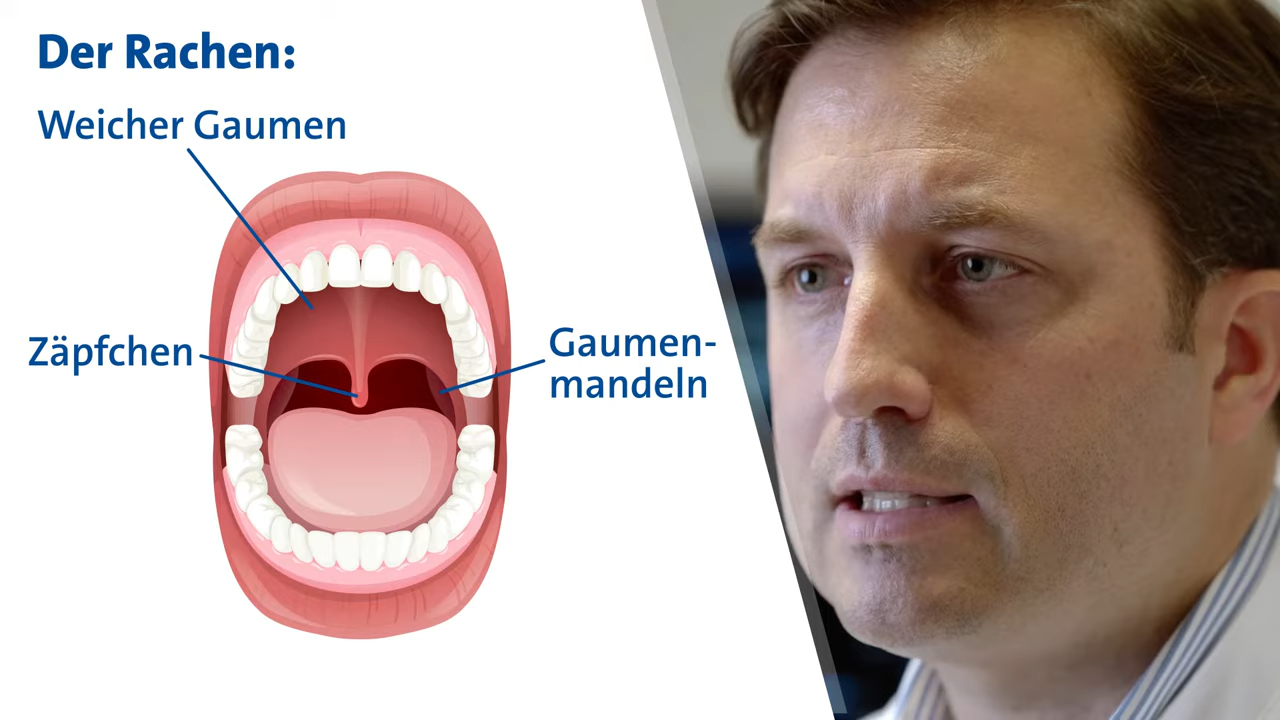 Der Rachen:
Weicher Gaumen
Zäpfchen
Gaumen-
mandeln